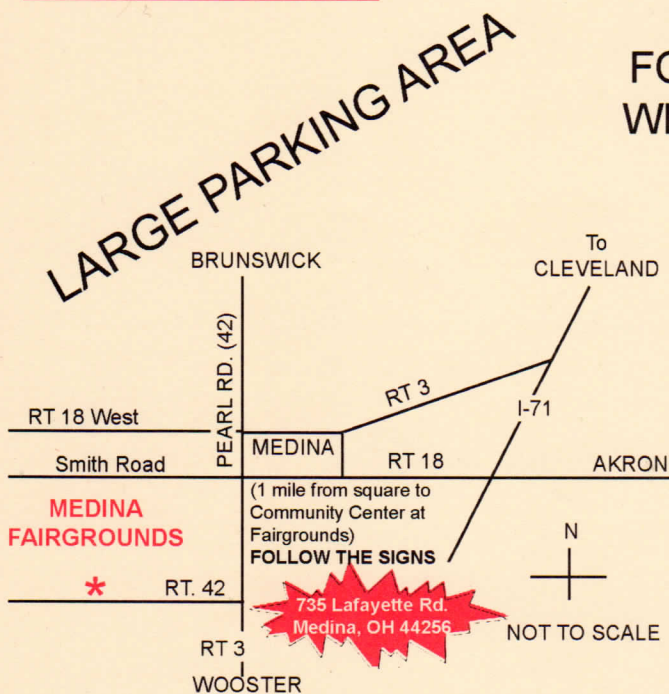 LARGE PARKING AREA
BRUNSWICK
To
CLEVELAND
PEARL RD. (42)
RT 3
I-71
RT 18 West
MEDINA
Smith Road
RT 18
AKRON
MEDINA
FAIRGROUNDS
*
(1 mile from square to
Community Center at
Fairgrounds)
FOLLOW THE SIGNS
N
RT. 42
735 Lafayette Rd.
Medina, OH 44256
NOT TO SCALE
RT 3
WOOSTER